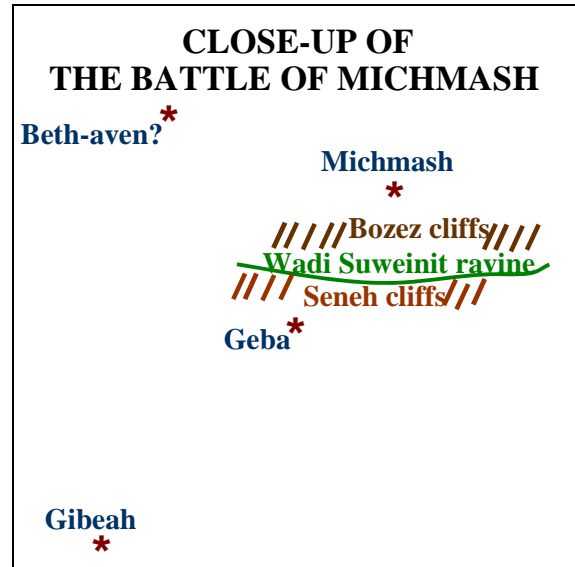 CLOSE-UP OF
THE BATTLE OF MICHMASH
Beth-aven?
Michmash
Bozez cliffs
Wadi Suweinit ravine
Seneh cliffs
Geba
Gibeah